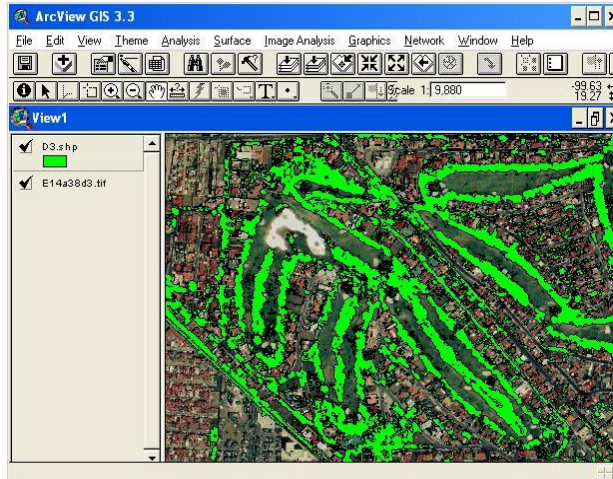 ArcView GIS 3.3
File Edit View Theme Analysis Surface Image Analysis Graphics Network Window Help
T Scale 1: 9,880 -99.63
19.27
View1
D3.shp
E14a38d3.tif